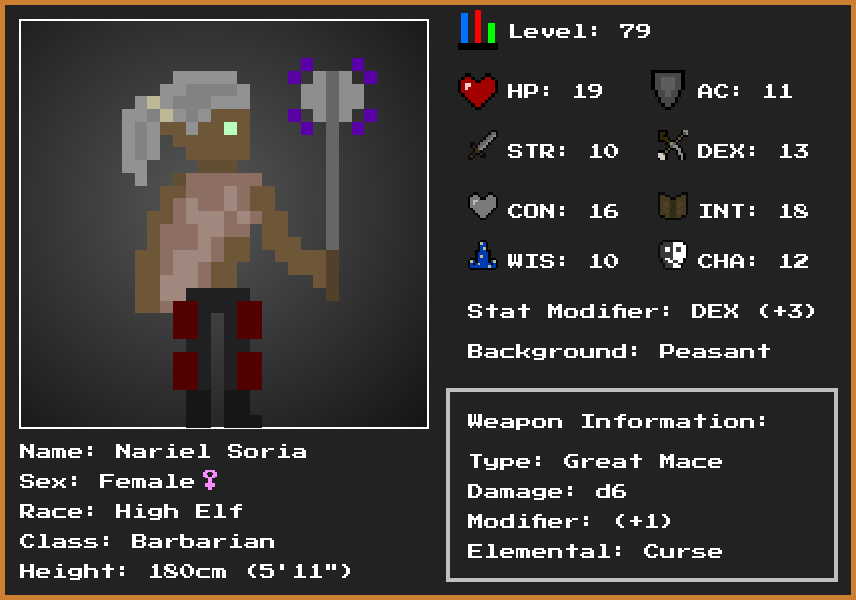 Level: 79
HP: 19
AC: 11
STR: 10
DEX: 13
CON: 16
INT: 18
WIS: 10
CHA: 12
Stat Modifier: DEX (+3)
Background: Peasant
Weapon Information:
Type: Great Mace
Damage: d6
Modifier: (+1)
Elemental: Curse
Name: Nariel Soria
Sex: Female♀
Race: High Elf
Class: Barbarian
Height: 180cm (5'11")